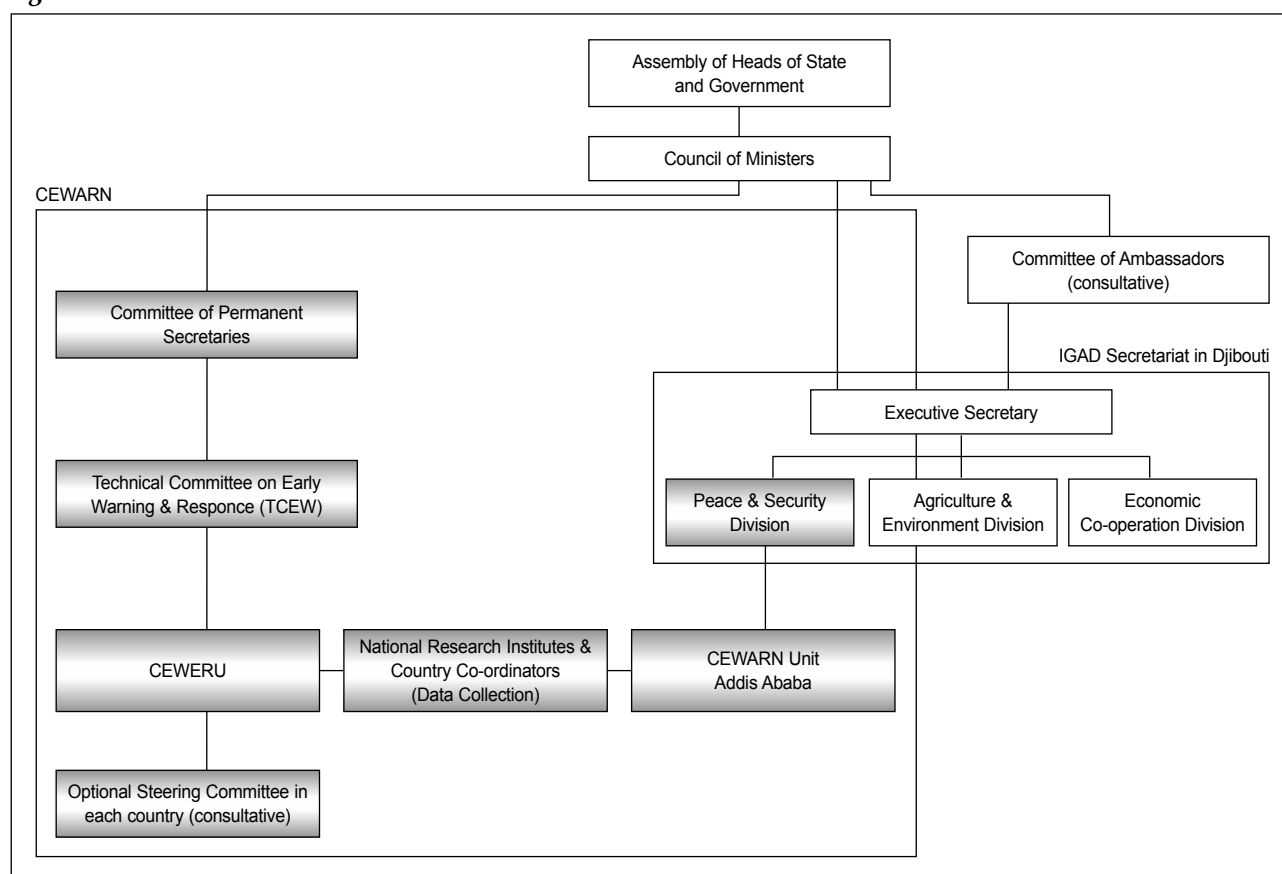 Assembly of Heads of State
and Government
Council of Ministers
CEWARN
Committee of Ambassadors
(consultative)
Committee of Permanent
Secretaries
IGAD Secretariat in Djibouti
Executive Secretary
Technical Committee on Early
Warning & Responce (TCEW)
Peace & Security
Division
Agriculture &
Environment Division
Economic
Co-operation Division
CEWERU
National Research Institutes &
Country Co-ordinators
(Data Collection)
CEWARN Unit
Addis Ababa
Optional Steering Committee in
each country (consultative)